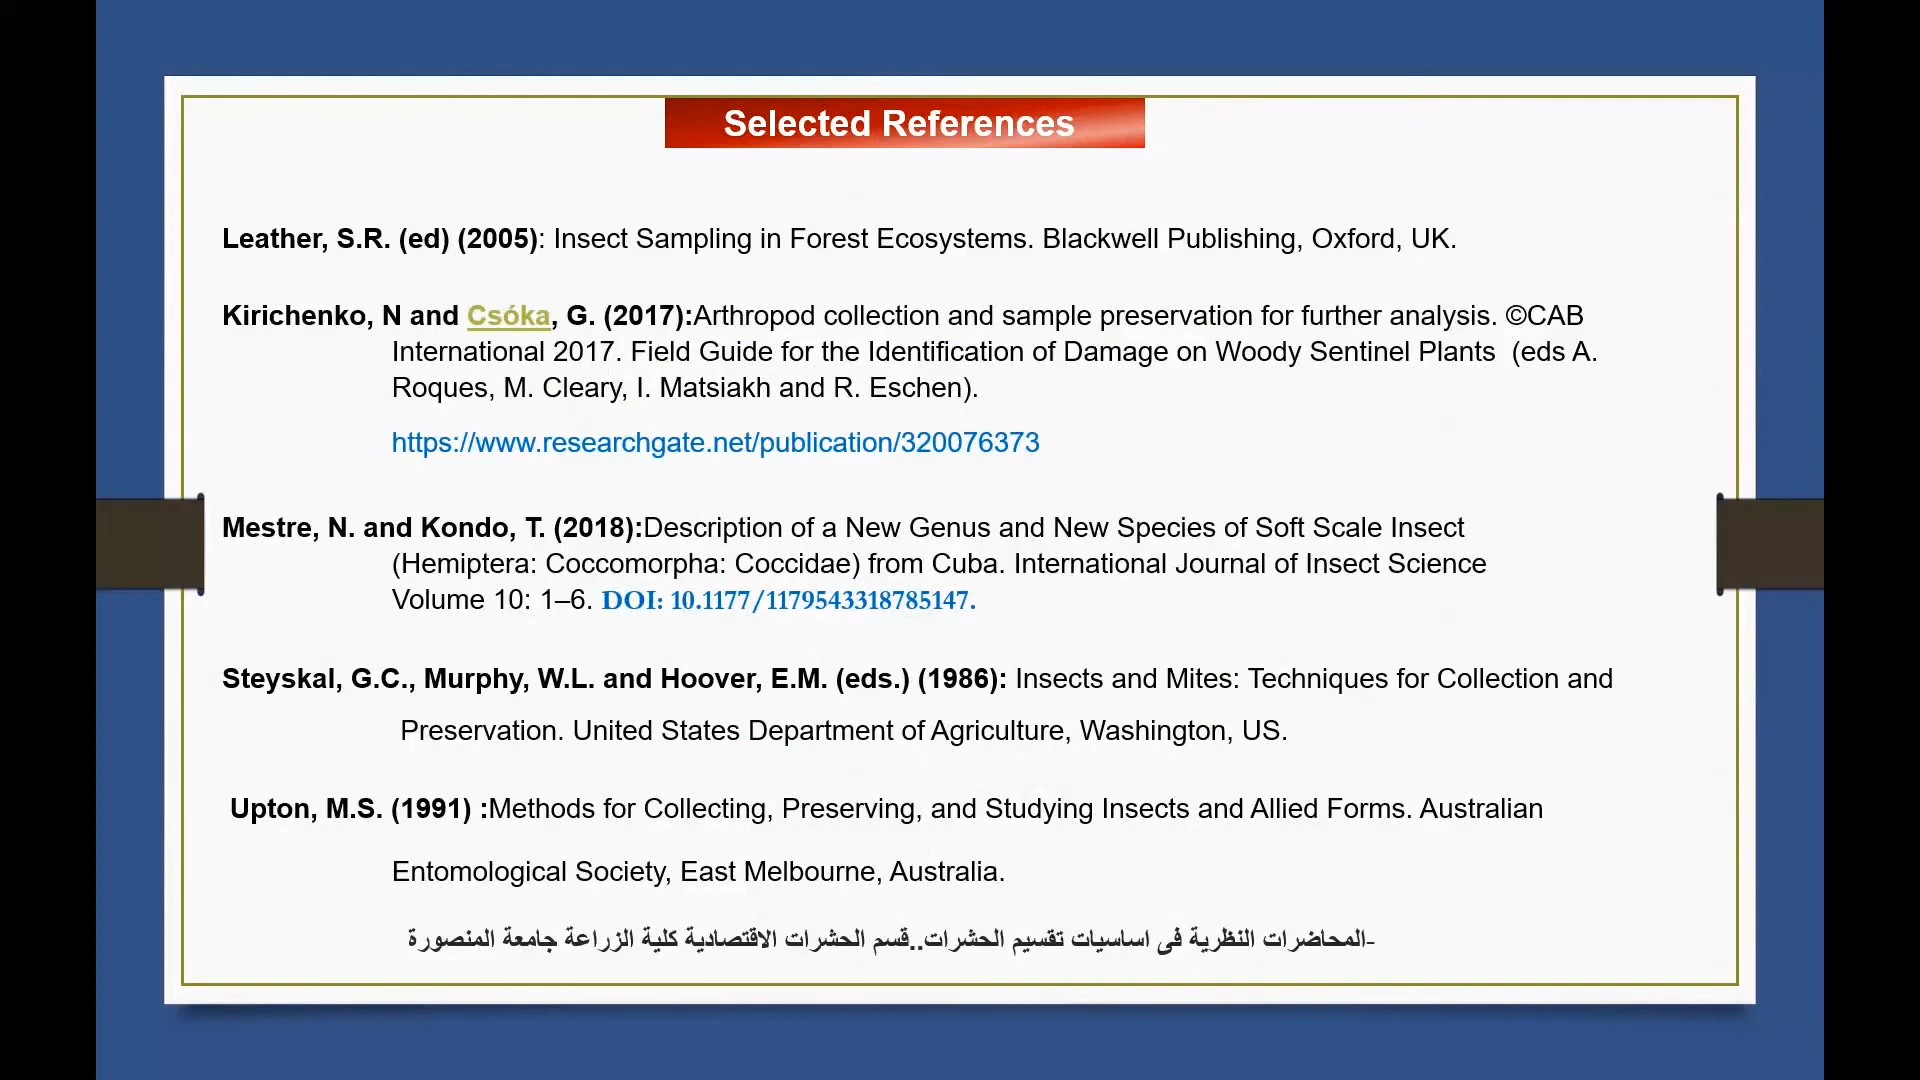 Selected References
Leather, S.R. (ed) (2005): Insect Sampling in Forest Ecosystems. Blackwell Publishing, Oxford, UK.
Kirichenko, N and Csóka, G. (2017):Arthropod collection and sample preservation for further analysis. ©CAB
International 2017. Field Guide for the Identification of Damage on Woody Sentinel Plants (eds A.
Roques, M. Cleary, I. Matsiakh and R. Eschen).
https://www.researchgate.net/publication/320076373
Mestre, N. and Kondo, T. (2018):Description of a New Genus and New Species of Soft Scale Insect
(Hemiptera: Coccomorpha: Coccidae) from Cuba. International Journal of Insect Science
Volume 10: 1–6. DOI: 10.1177/1179543318785147.
Steyskal, G.C., Murphy, W.L. and Hoover, E.M. (eds.) (1986): Insects and Mites: Techniques for Collection and
Preservation. United States Department of Agriculture, Washington, US.
Upton, M.S. (1991) :Methods for Collecting, Preserving, and Studying Insects and Allied Forms. Australian
Entomological Society, East Melbourne, Australia.
-المحاضرات النظرية فى اساسيات تقسيم الحشرات..قسم الحشرات الاقتصادية كلية الزراعة جامعة المنصورة